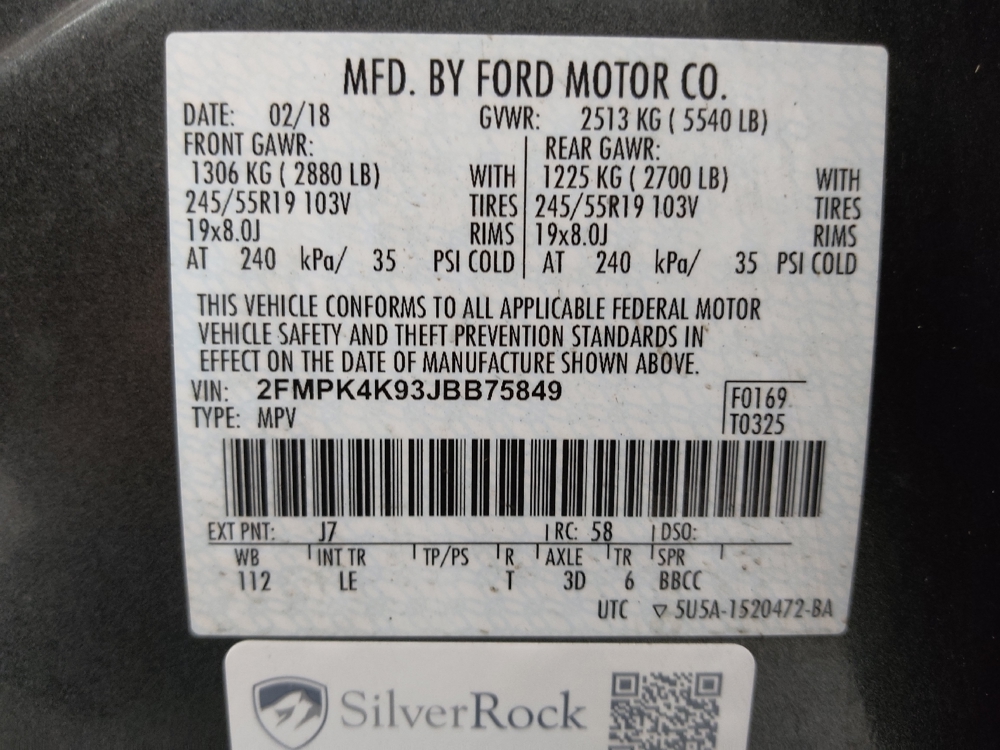 MFD. BY FORD MOTOR CO.
DATE: 02/18 GVWR: 2513 KG ( 5540 LB)
FRONT GAWR: REAR GAWR:
1306 KG ( 2880 LB) WITH 1225 KG ( 2700 LB) WITH
245/55R19 103V TIRES 245/55R19 103V TIRES
19x8.0J RIMS 19x8.0J RIMS
AT 240 kPa/ 35 PSI COLD AT 240 kPa/ 35 PSI COLD
THIS VEHICLE CONFORMS TO ALL APPLICABLE FEDERAL MOTOR
VEHICLE SAFETY AND THEFT PREVENTION STANDARDS IN
EFFECT ON THE DATE OF MANUFACTURE SHOWN ABOVE.
VIN: 2FMPK4K93JBB75849 F0169
TYPE: MPV T0325
EXT PNT: J7 RC: 58 DSO:
WB INT TR TP/PS R AXLE TR SPR
112 LE T 3D 6 BBCC
UTC ▽ 5U5A-1520472-BA
SilverRock